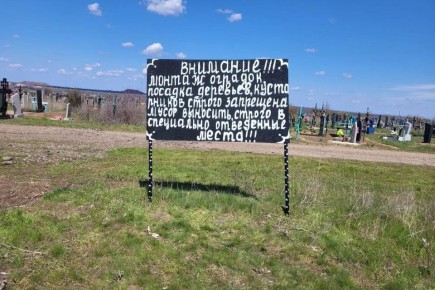 ВНИМАНИЕ!!!
МОНТАЖ ОГРАДОК,
ПОСАДКА ДЕРЕВЬЕВ, КУСТА
РНИКОВ СТРОГО ЗАПРЕЩЕНА
МУСОР ВЫНОСИТЬ СТРОГО В
СПЕЦИАЛЬНО ОТВЕДЕННЫЕ
МЕСТА!!!